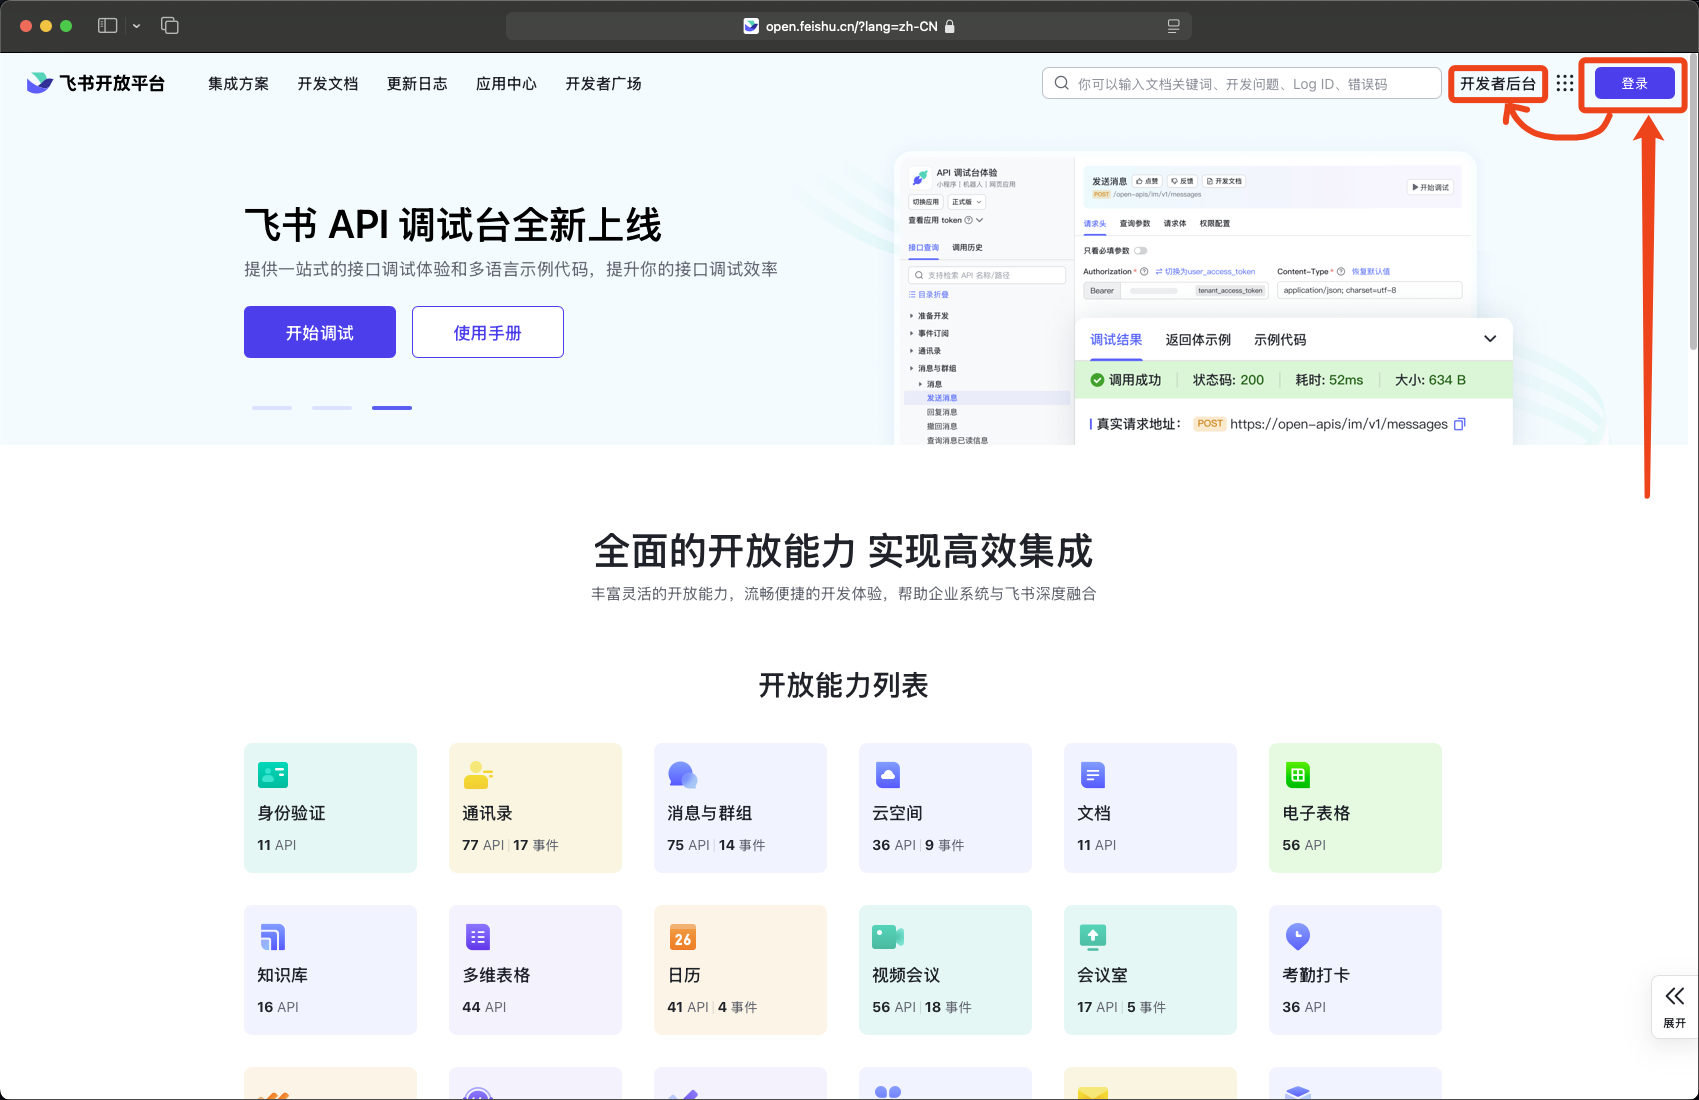 open.feishu.cn/?lang=zh-CN
飞书开放平台
集成方案 开发文档 更新日志 应用中心 开发者广场
你可以输入文档关键词、开发问题、Log ID、错误码
开发者后台
登录
飞书 API 调试台全新上线
提供一站式的接口调试体验和多语言示例代码，提升你的接口调试效率
开始调试
使用手册
API 调试台体验
小程序 | 机器人 | 网页应用
切换应用 正式版
查看应用 token
接口查询 调用历史
支持检索 API 名称/路径
目录折叠
准备开发
事件订阅
通讯录
消息与群组
消息
发送消息
回复消息
撤回消息
查询消息已读信息
发送消息 点赞 反馈 开发文档
POST /open-apis/im/v1/messages
开始调试
请求头 查询参数 请求体 权限配置
只看必填参数
Authorization * 切换为user_access_token
Content-Type * 恢复默认值
Bearer tenant_access_token
application/json; charset=utf-8
调试结果 返回体示例 示例代码
调用成功 状态码: 200 耗时: 52ms 大小: 634 B
真实请求地址： POST https://open-apis/im/v1/messages
全面的开放能力 实现高效集成
丰富灵活的开放能力，流畅便捷的开发体验，帮助企业系统与飞书深度融合
开放能力列表
身份验证
11 API
通讯录
77 API | 17 事件
消息与群组
75 API | 14 事件
云空间
36 API | 9 事件
文档
11 API
电子表格
56 API
知识库
16 API
多维表格
44 API
26
日历
41 API | 4 事件
视频会议
56 API | 18 事件
会议室
17 API | 5 事件
考勤打卡
36 API
展开